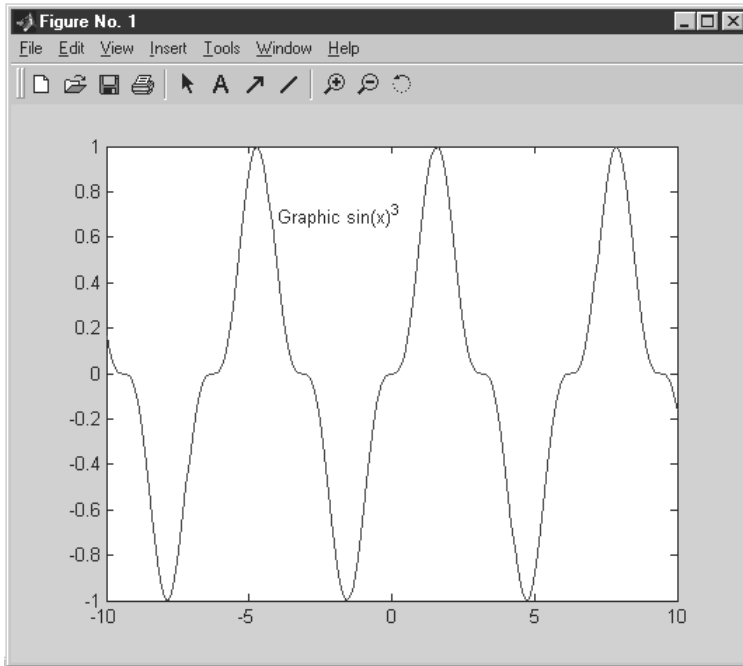 Figure No. 1
File Edit View Insert Tools Window Help
A
1
0.8
Graphic sin(x)³
0.6
0.4
0.2
0
-0.2
-0.4
-0.6
-0.8
-1
-10 -5 0 5 10